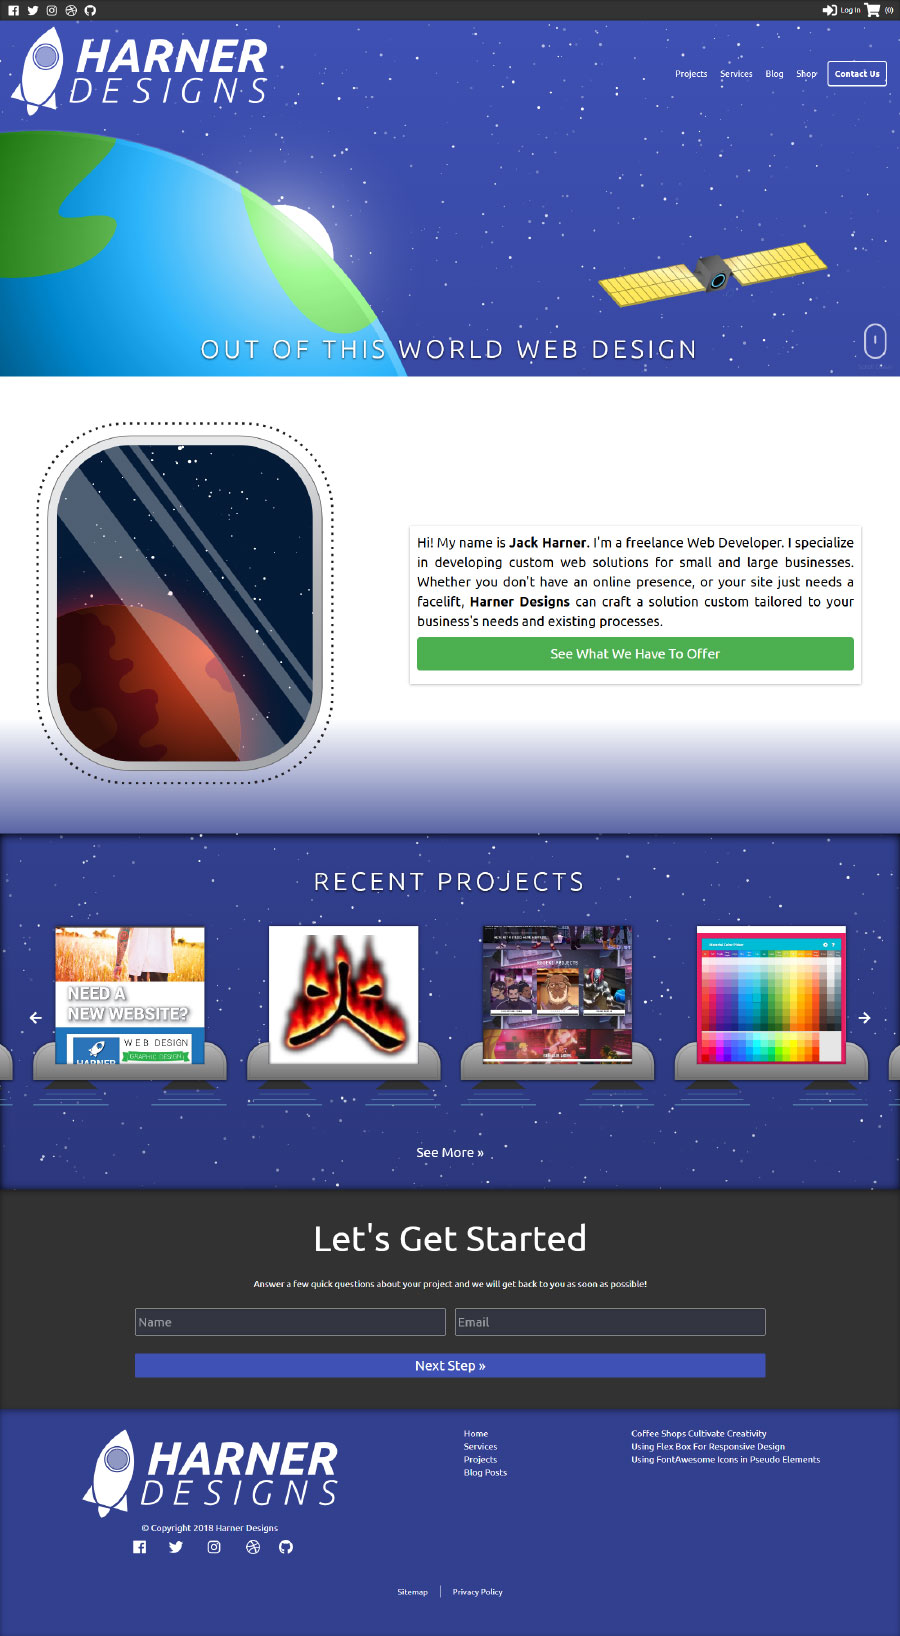 Log In (0)
HARNER
DESIGNS
Projects Services Blog Shop Contact Us
OUT OF THIS WORLD WEB DESIGN
Hi! My name is Jack Harner. I'm a freelance Web Developer. I specialize
in developing custom web solutions for small and large businesses.
Whether you don't have an online presence, or your site just needs a
facelift, Harner Designs can craft a solution custom tailored to your
business's needs and existing processes.
See What We Have To Offer
RECENT PROJECTS
NEED A
NEW WEBSITE?
WEB DESIGN
GRAPHIC DESIGN
HARNER
RECENT PROJECTS
Material Color Picker
See More »
Let's Get Started
Answer a few quick questions about your project and we will get back to you as soon as possible!
Name Email
Next Step »
HARNER
DESIGNS
© Copyright 2018 Harner Designs
Home
Services
Projects
Blog Posts
Coffee Shops Cultivate Creativity
Using Flex Box For Responsive Design
Using FontAwesome Icons in Pseudo Elements
Sitemap Privacy Policy